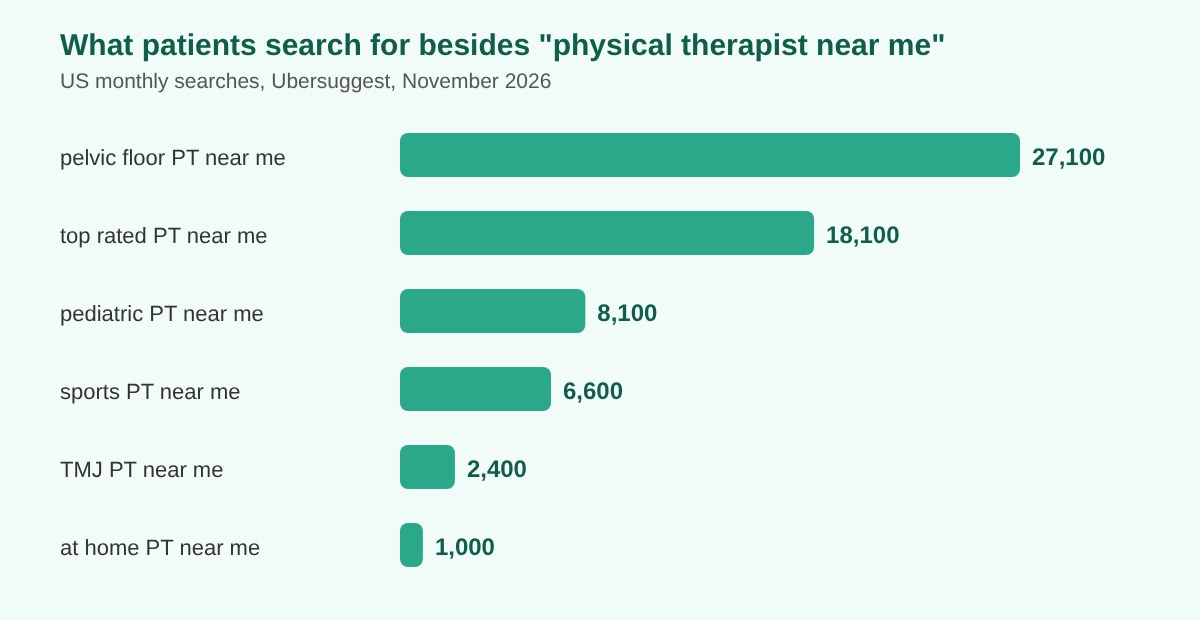 What patients search for besides "physical therapist near me"
US monthly searches, Ubersuggest, November 2026
pelvic floor PT near me 27,100
top rated PT near me 18,100
pediatric PT near me 8,100
sports PT near me 6,600
TMJ PT near me 2,400
at home PT near me 1,000